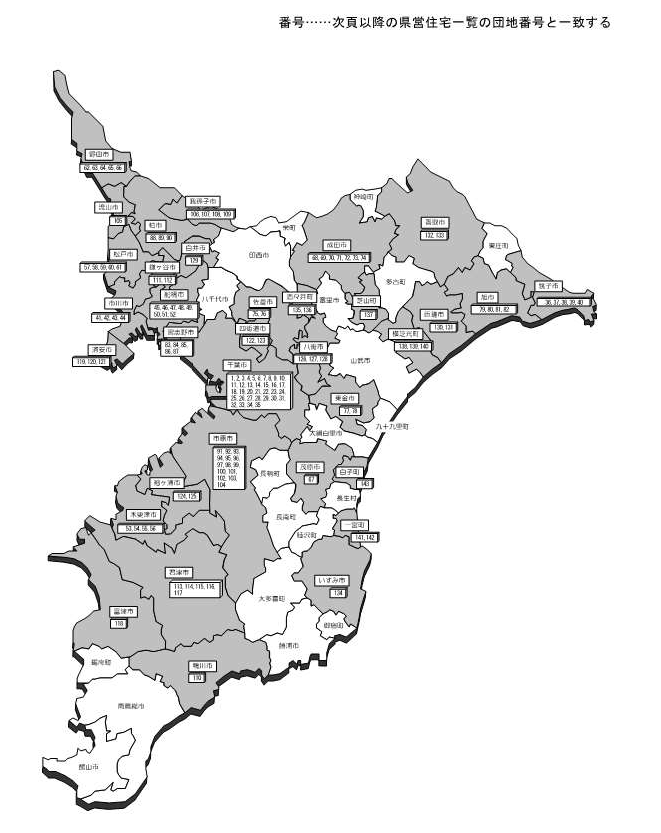 番号……次頁以降の県営住宅一覧の団地番号と一致する
野田市
62, 63, 64, 65, 66
流山市
105
柏市
88, 89, 90
我孫子市
106, 107, 108, 109
松戸市
57, 58, 59, 60, 61
鎌ヶ谷市
111, 112
白井市
129
市川市
41, 42, 43, 44
船橋市
45, 46, 47, 48, 49,
50, 51, 52
浦安市
119, 120, 121
習志野市
83, 84, 85,
86, 87
八千代市
印西市
栄町
神崎町
成田市
68, 69, 70, 71, 72, 73, 74
香取市
132, 133
東庄町
銚子市
36, 37, 38, 39, 40
旭市
79, 80, 81, 82
匝瑳市
130, 131
多古町
芝山町
137
横芝光町
138, 139, 140
富里市
酒々井町
135, 136
佐倉市
75, 76
四街道市
122, 123
八街市
126, 127, 128
山武市
千葉市
1, 2, 3, 4, 5, 6, 7, 8, 9, 10,
11, 12, 13, 14, 15, 16, 17,
18, 19, 20, 21, 22, 23, 24,
25, 26, 27, 28, 29, 30, 31,
32, 33, 34, 35
東金市
77, 78
九十九里町
大網白里市
市原市
91, 92, 93,
94, 95, 96,
97, 98, 99,
100, 101,
102, 103,
104
茂原市
67
白子町
143
長柄町
長生村
袖ヶ浦市
124, 125
木更津市
53, 54, 55, 56
長南町
睦沢町
一宮町
141, 142
君津市
113, 114, 115, 116,
117
いすみ市
134
大多喜町
富津市
118
御宿町
勝浦市
鋸南町
鴨川市
110
南房総市
館山市